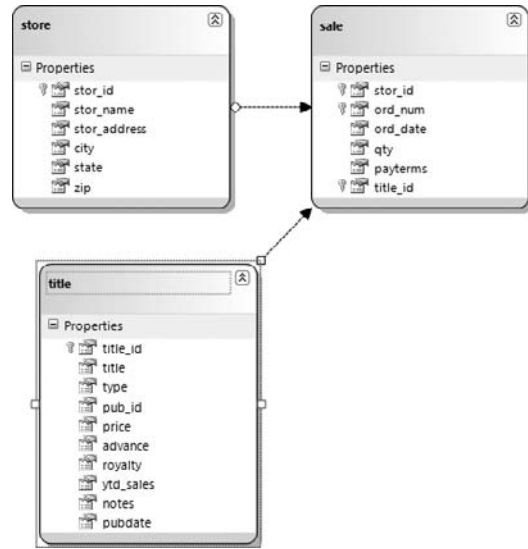 store
Properties
stor_id
stor_name
stor_address
city
state
zip
sale
Properties
stor_id
ord_num
ord_date
qty
payterms
title_id
title
Properties
title_id
title
type
pub_id
price
advance
royalty
ytd_sales
notes
pubdate